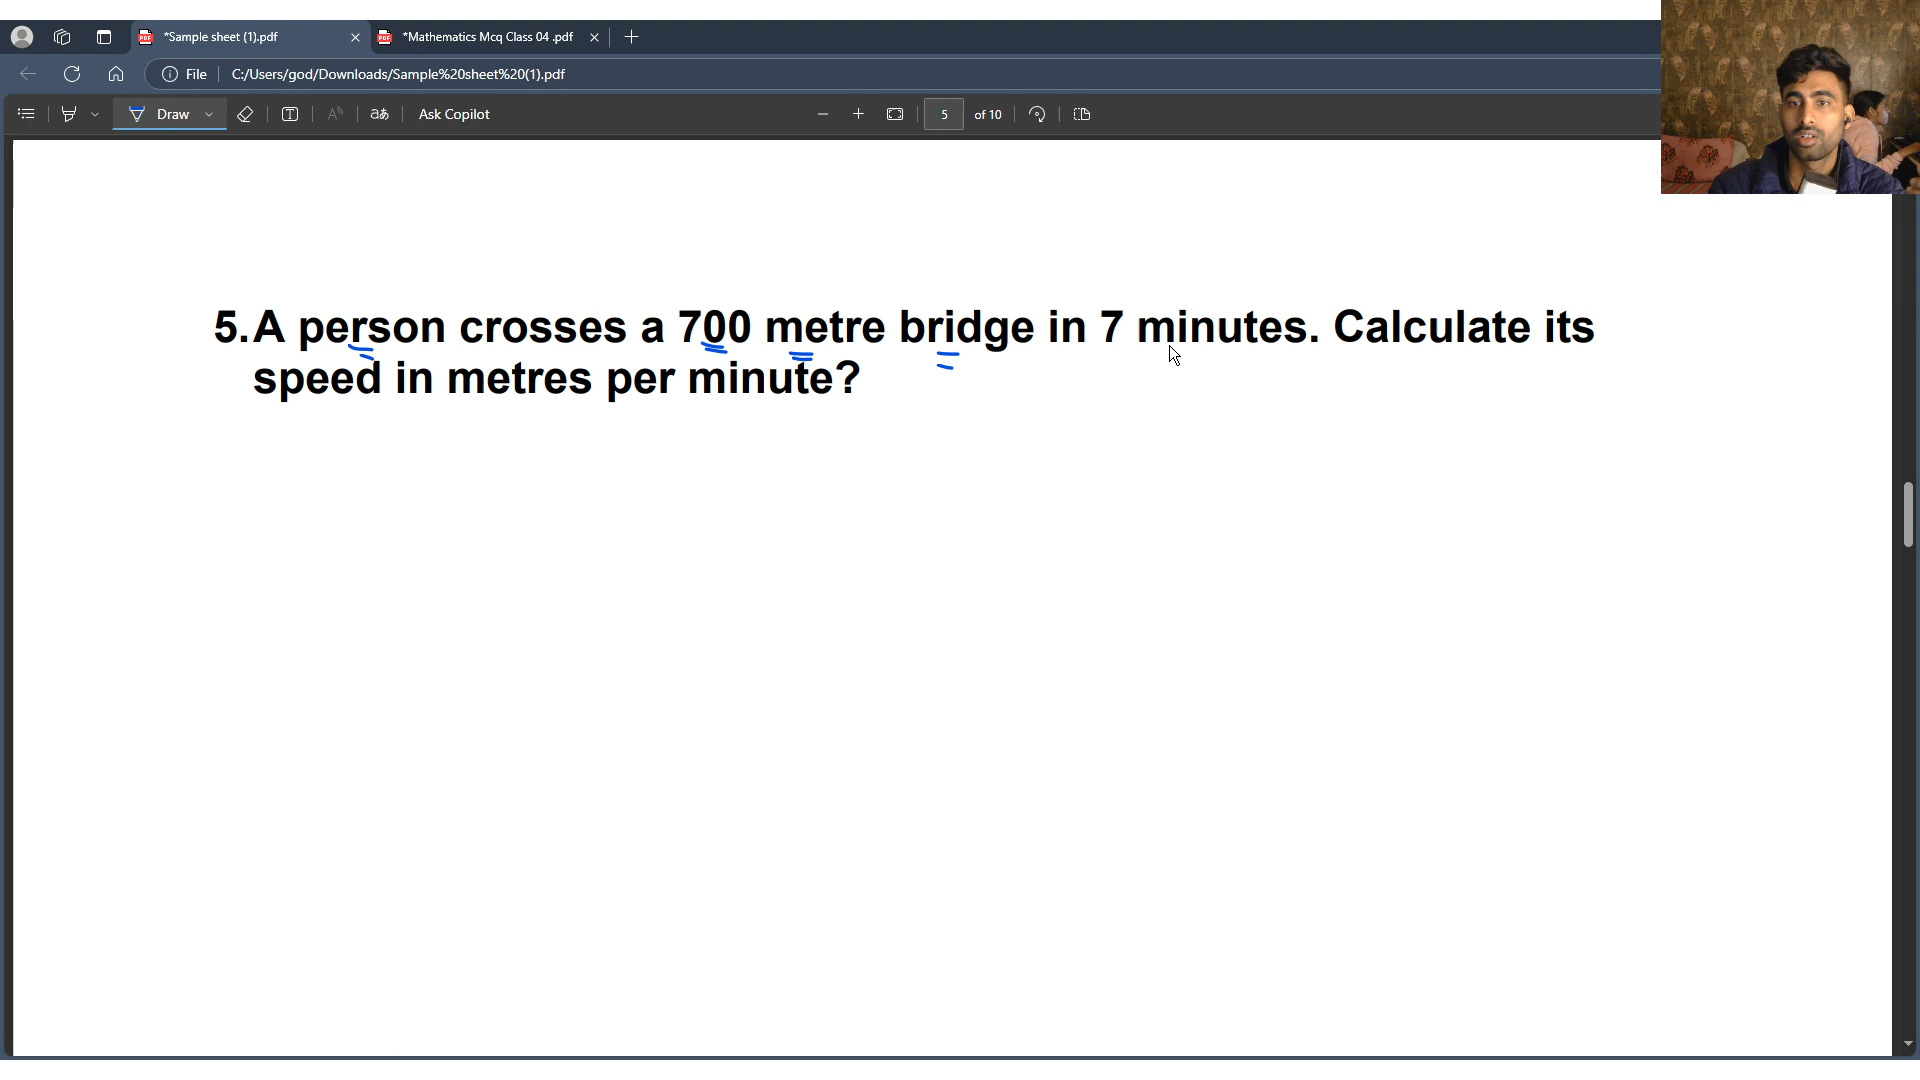 *Sample sheet (1).pdf
*Mathematics Mcq Class 04 .pdf
File
C:/Users/god/Downloads/Sample%20sheet%20(1).pdf
Draw
aあ
Ask Copilot
5
of 10
5.A person crosses a 700 metre bridge in 7 minutes. Calculate its
speed in metres per minute?